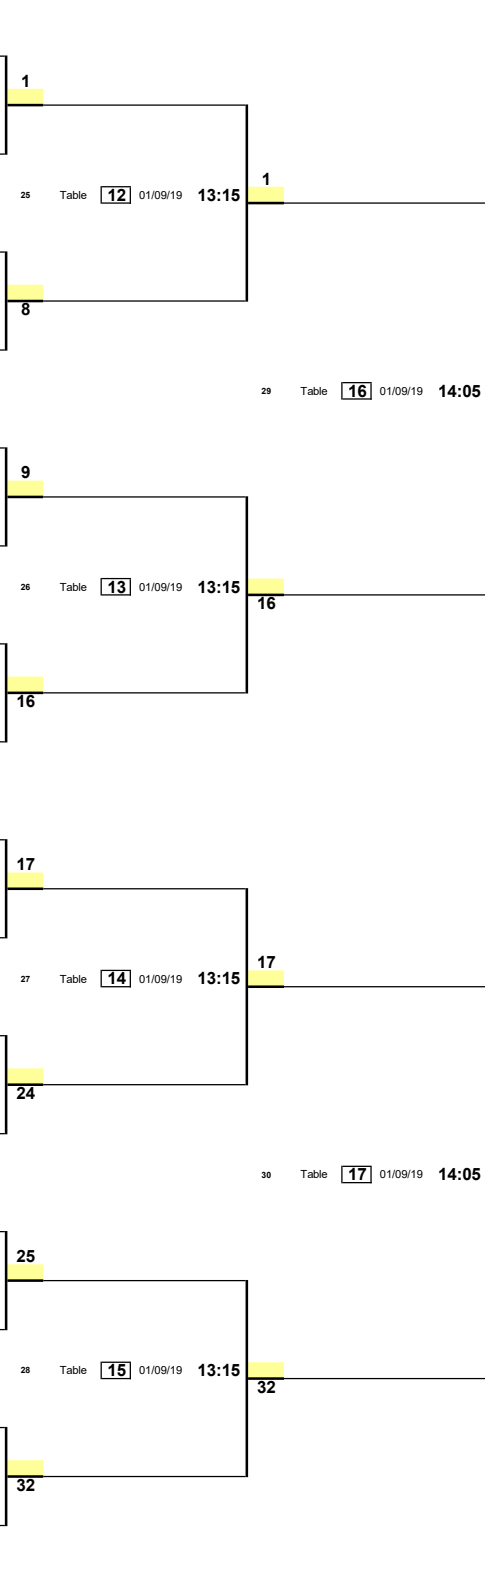 1
25 Table 12 01/09/19 13:15
1
8
29 Table 16 01/09/19 14:05
9
26 Table 13 01/09/19 13:15
16
16
17
17
27 Table 14 01/09/19 13:15
24
30 Table 17 01/09/19 14:05
25
28 Table 15 01/09/19 13:15
32
32